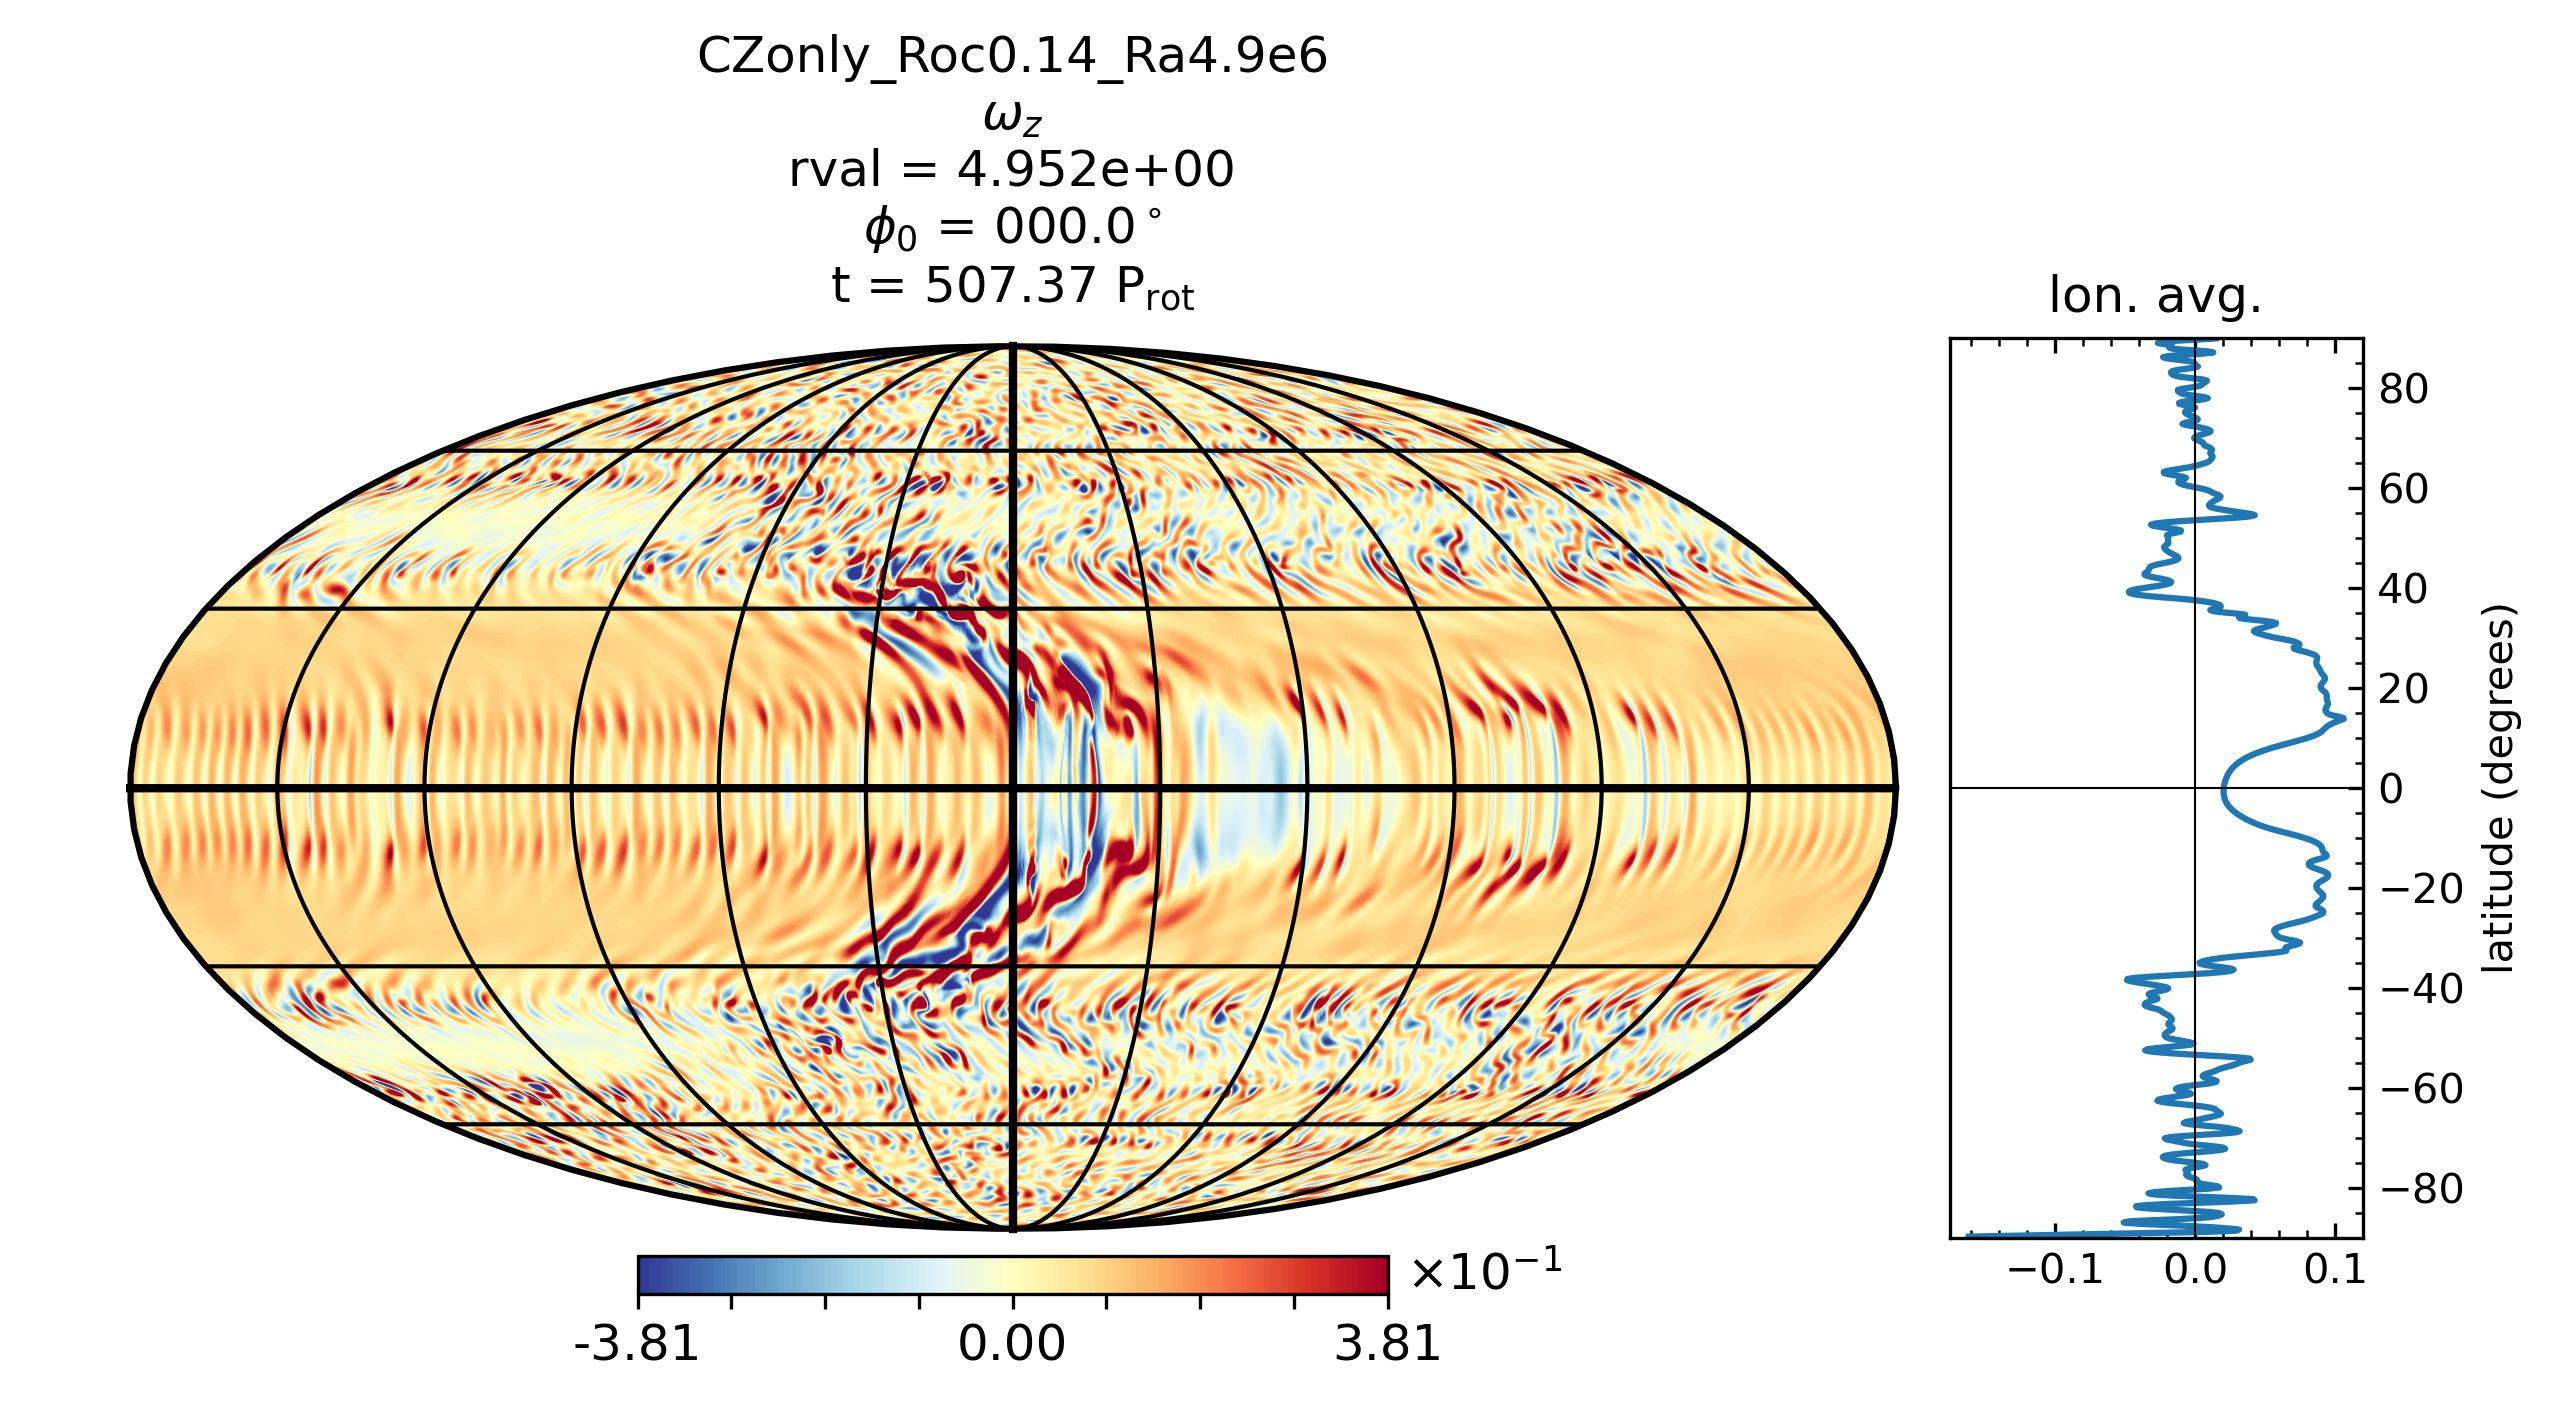 CZonly_Roc0.14_Ra4.9e6
ω_z
rval = 4.952e+00
ϕ_0 = 000.0°
t = 507.37 P_rot
lon. avg.
80
60
40
20
0
−20
−40
−60
−80
latitude (degrees)
−0.1 0.0 0.1
×10^−1
-3.81 0.00 3.81